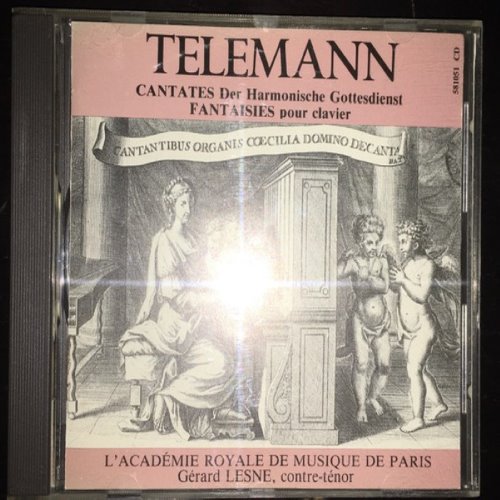 TELEMANN
CANTATES Der Harmonische Gottesdienst
FANTAISIES pour clavier
581051 CD
CANTANTIBUS ORGANIS CŒCILIA DOMINO DECANTA
L'ACADÉMIE ROYALE DE MUSIQUE DE PARIS
Gérard LESNE, contre-ténor